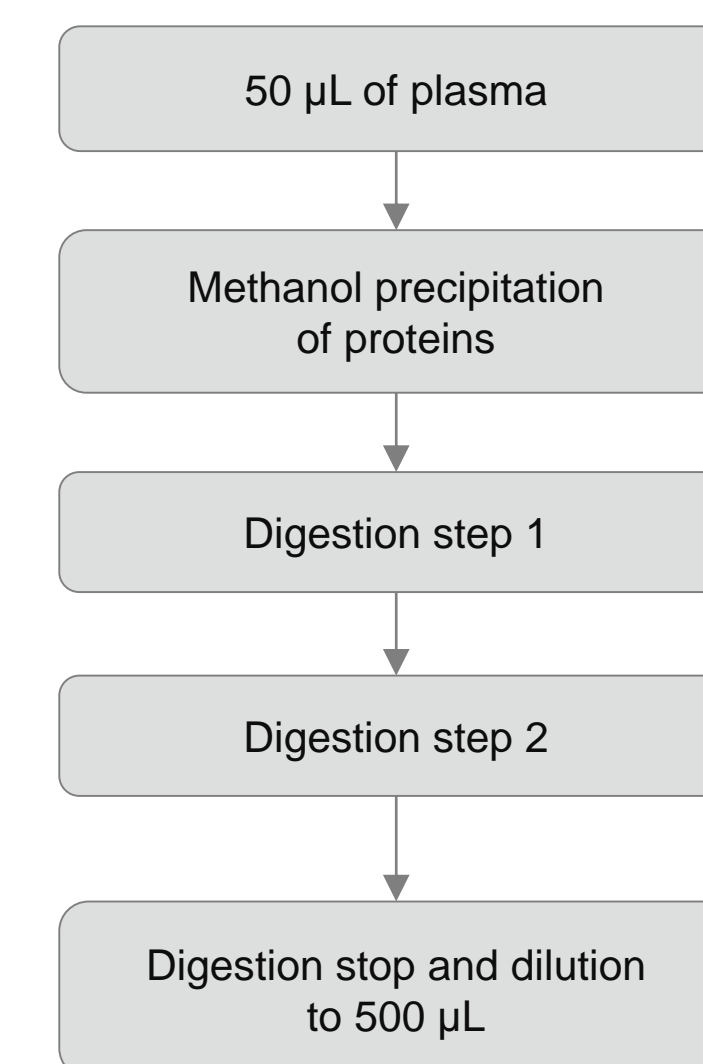 50 µL of plasma
Methanol precipitation
of proteins
Digestion step 1
Digestion step 2
Digestion stop and dilution
to 500 µL